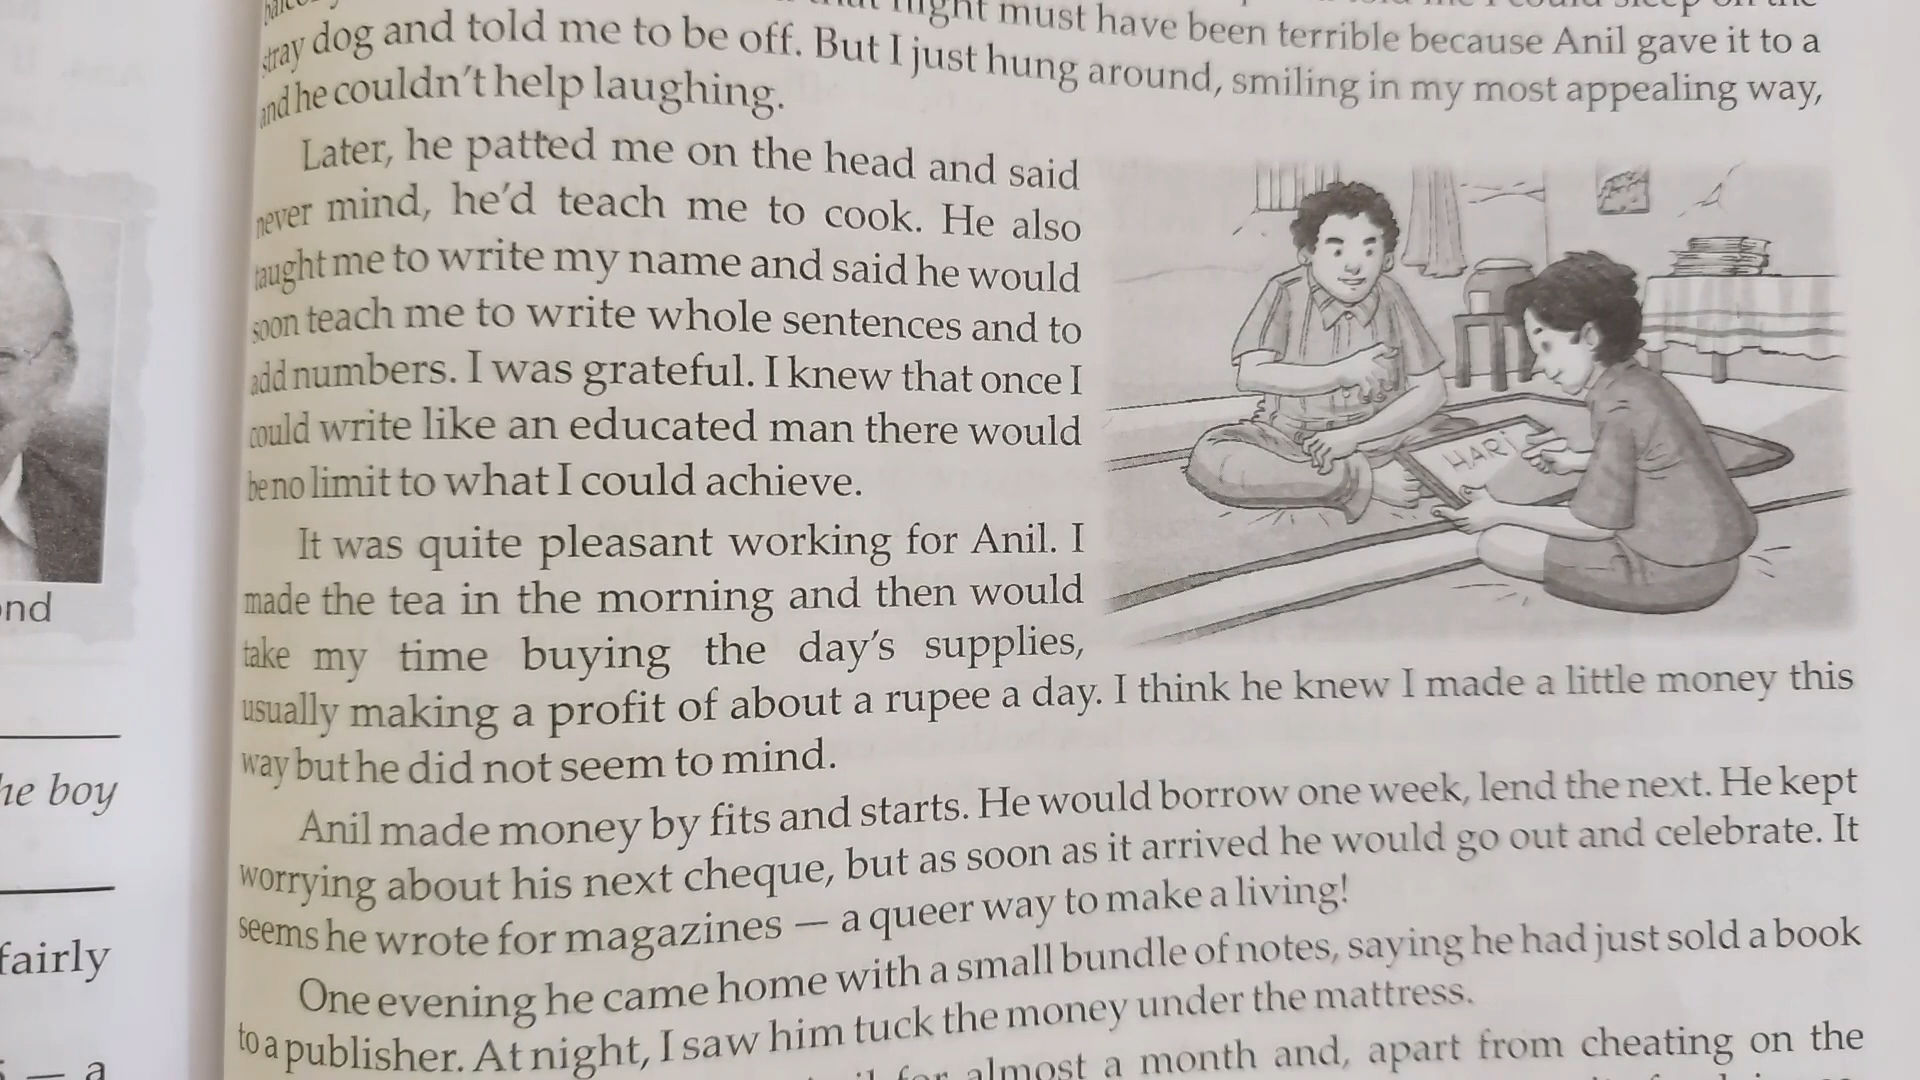 night must have been terrible because Anil gave it to a
stray dog and told me to be off. But I just hung around, smiling in my most appealing way,
and he couldn't help laughing.
Later, he patted me on the head and said
never mind, he'd teach me to cook. He also
taught me to write my name and said he would
soon teach me to write whole sentences and to
add numbers. I was grateful. I knew that once I
could write like an educated man there would
be no limit to what I could achieve.
HARi
It was quite pleasant working for Anil. I
made the tea in the morning and then would
take my time buying the day's supplies,
usually making a profit of about a rupee a day. I think he knew I made a little money this
way but he did not seem to mind.
Anil made money by fits and starts. He would borrow one week, lend the next. He kept
worrying about his next cheque, but as soon as it arrived he would go out and celebrate. It
seems he wrote for magazines — a queer way to make a living!
One evening he came home with a small bundle of notes, saying he had just sold a book
to a publisher. At night, I saw him tuck the money under the mattress.
for almost a month and, apart from cheating on the
boy
fairly
— a